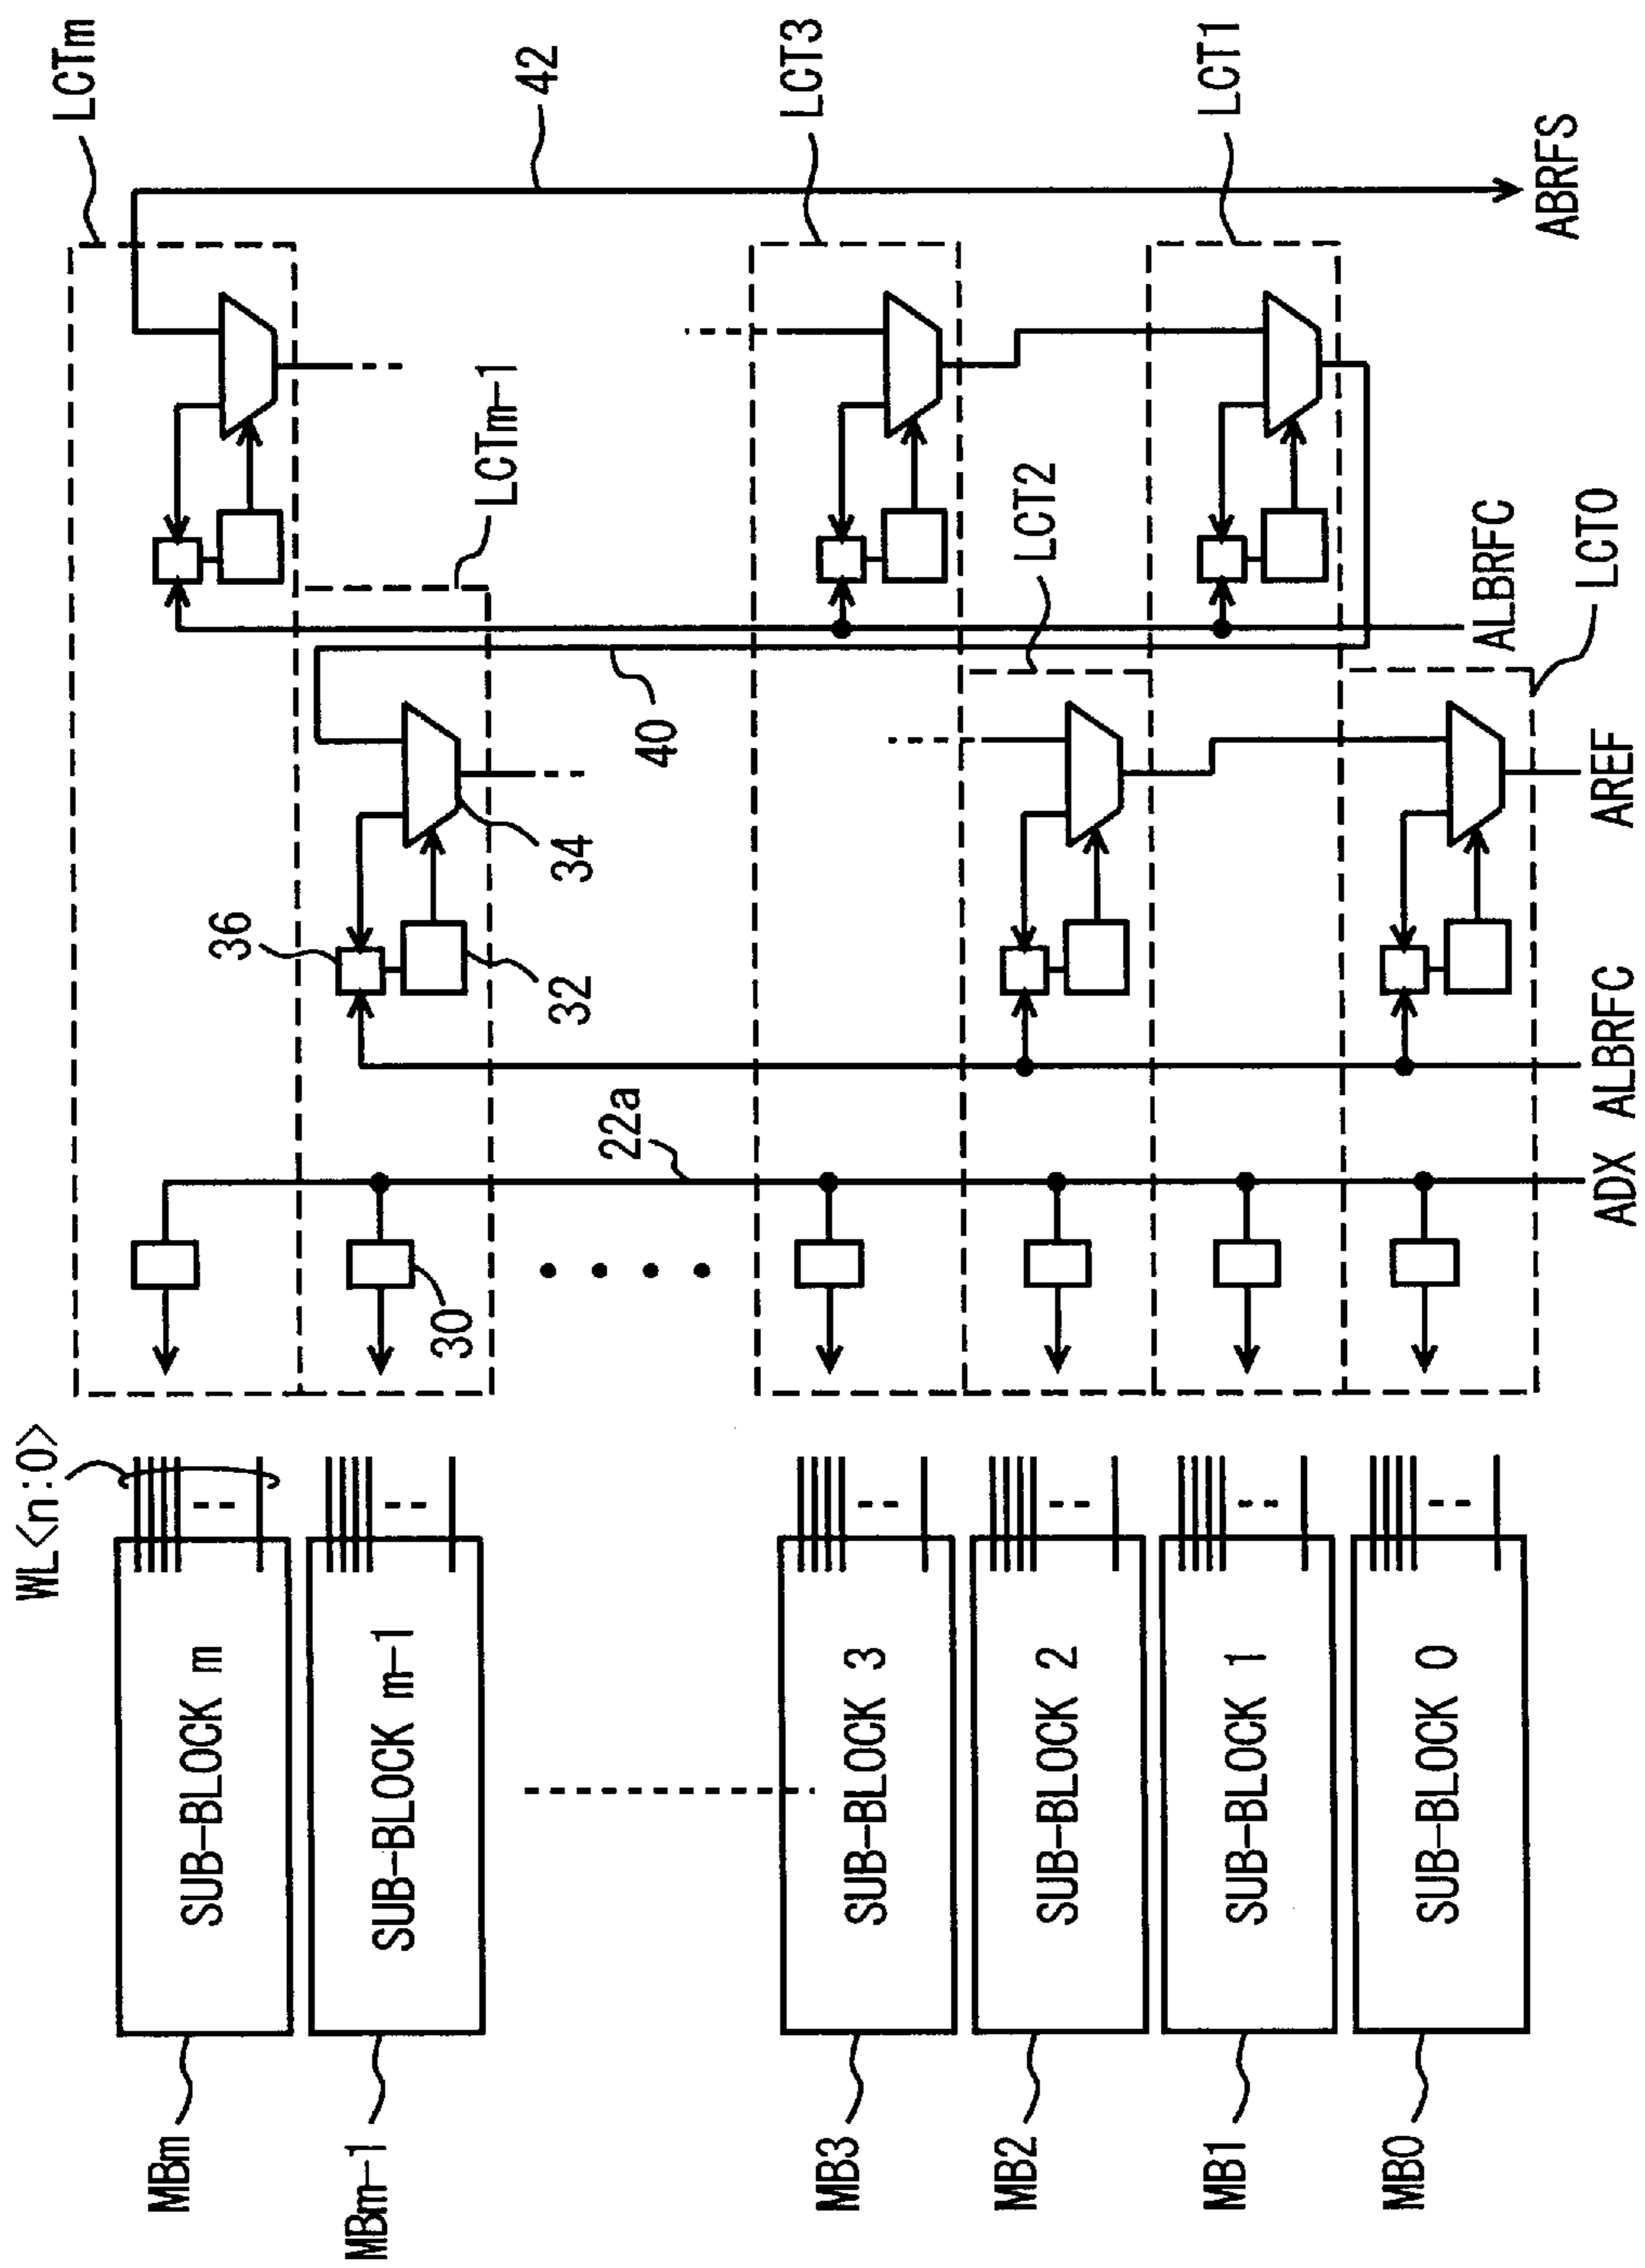 LCTm
42
LCT3
LCT1
ABRFS
LCTm-1
LCT2
ALBRFC
LCT0
40
34
36
32
AREF
22a
30
ADX
ALBRFC
WL<n:0>
SUB-BLOCK m
SUB-BLOCK m-1
SUB-BLOCK 3
SUB-BLOCK 2
SUB-BLOCK 1
SUB-BLOCK 0
MBm
MBm-1
MB3
MB2
MB1
MB0